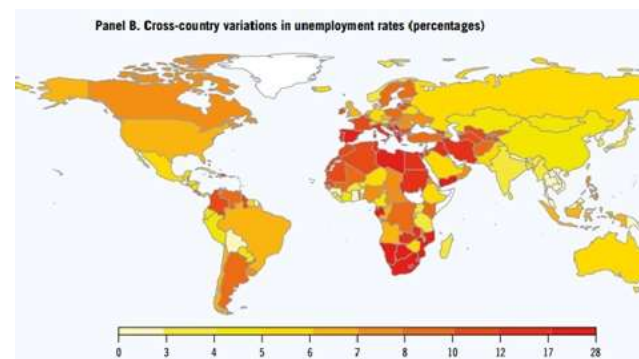 Panel B. Cross-country variations in unemployment rates (percentages)
0 3 4 5 6 7 8 10 12 17 28